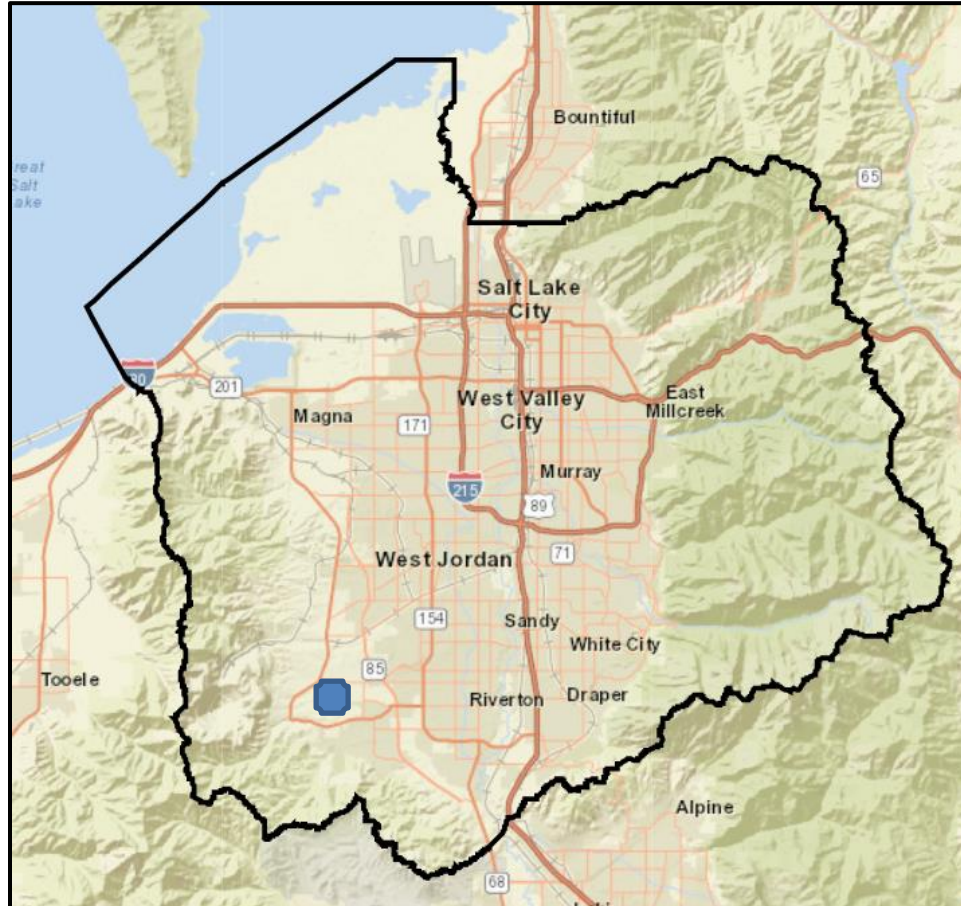 Bountiful
reat
Salt
ake
65
Salt Lake
City
80
201
East
Millcreek
West Valley
City
Magna
171
Murray
215
89
71
West Jordan
154
Sandy
White City
85
Tooele
Riverton
Draper
Alpine
68